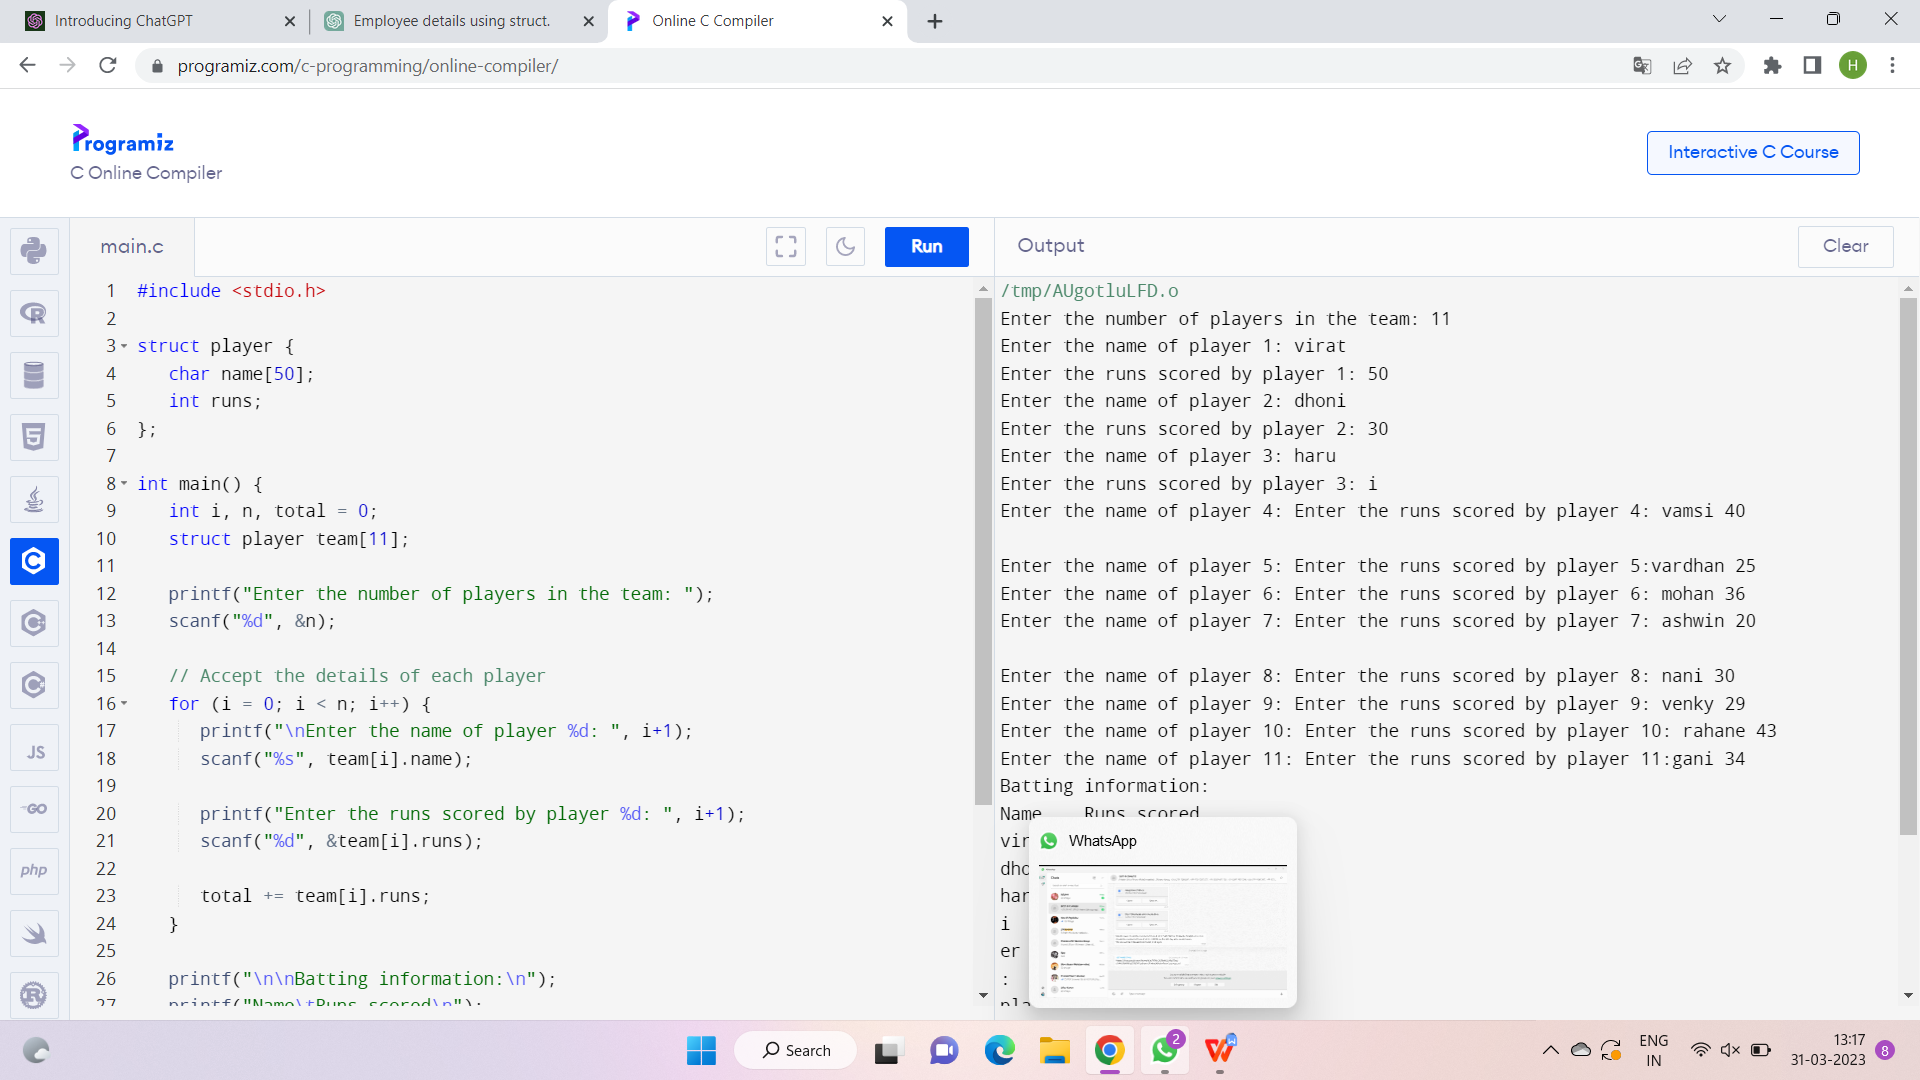 Introducing ChatGPT
Employee details using struct.
Online C Compiler
programiz.com/c-programming/online-compiler/
H
Programiz
C Online Compiler
Interactive C Course
main.c
Run
Output
Clear
1 #include <stdio.h>
2
3 struct player {
4 char name[50];
5 int runs;
6 };
7
8 int main() {
9 int i, n, total = 0;
10 struct player team[11];
11
12 printf("Enter the number of players in the team: ");
13 scanf("%d", &n);
14
15 // Accept the details of each player
16 for (i = 0; i < n; i++) {
17 printf("\nEnter the name of player %d: ", i+1);
18 scanf("%s", team[i].name);
19
20 printf("Enter the runs scored by player %d: ", i+1);
21 scanf("%d", &team[i].runs);
22
23 total += team[i].runs;
24 }
25
26 printf("\n\nBatting information:\n");
27 printf("Name\tRuns scored\n");
/tmp/AUgotluLFD.o
Enter the number of players in the team: 11
Enter the name of player 1: virat
Enter the runs scored by player 1: 50
Enter the name of player 2: dhoni
Enter the runs scored by player 2: 30
Enter the name of player 3: haru
Enter the runs scored by player 3: i
Enter the name of player 4: Enter the runs scored by player 4: vamsi 40
Enter the name of player 5: Enter the runs scored by player 5:vardhan 25
Enter the name of player 6: Enter the runs scored by player 6: mohan 36
Enter the name of player 7: Enter the runs scored by player 7: ashwin 20
Enter the name of player 8: Enter the runs scored by player 8: nani 30
Enter the name of player 9: Enter the runs scored by player 9: venky 29
Enter the name of player 10: Enter the runs scored by player 10: rahane 43
Enter the name of player 11: Enter the runs scored by player 11:gani 34
Batting information:
Name Runs scored
vir
dho
har
i
er
:
pla
WhatsApp
JS
GO
php
Search
2
ENG
IN
13:17
31-03-2023
8